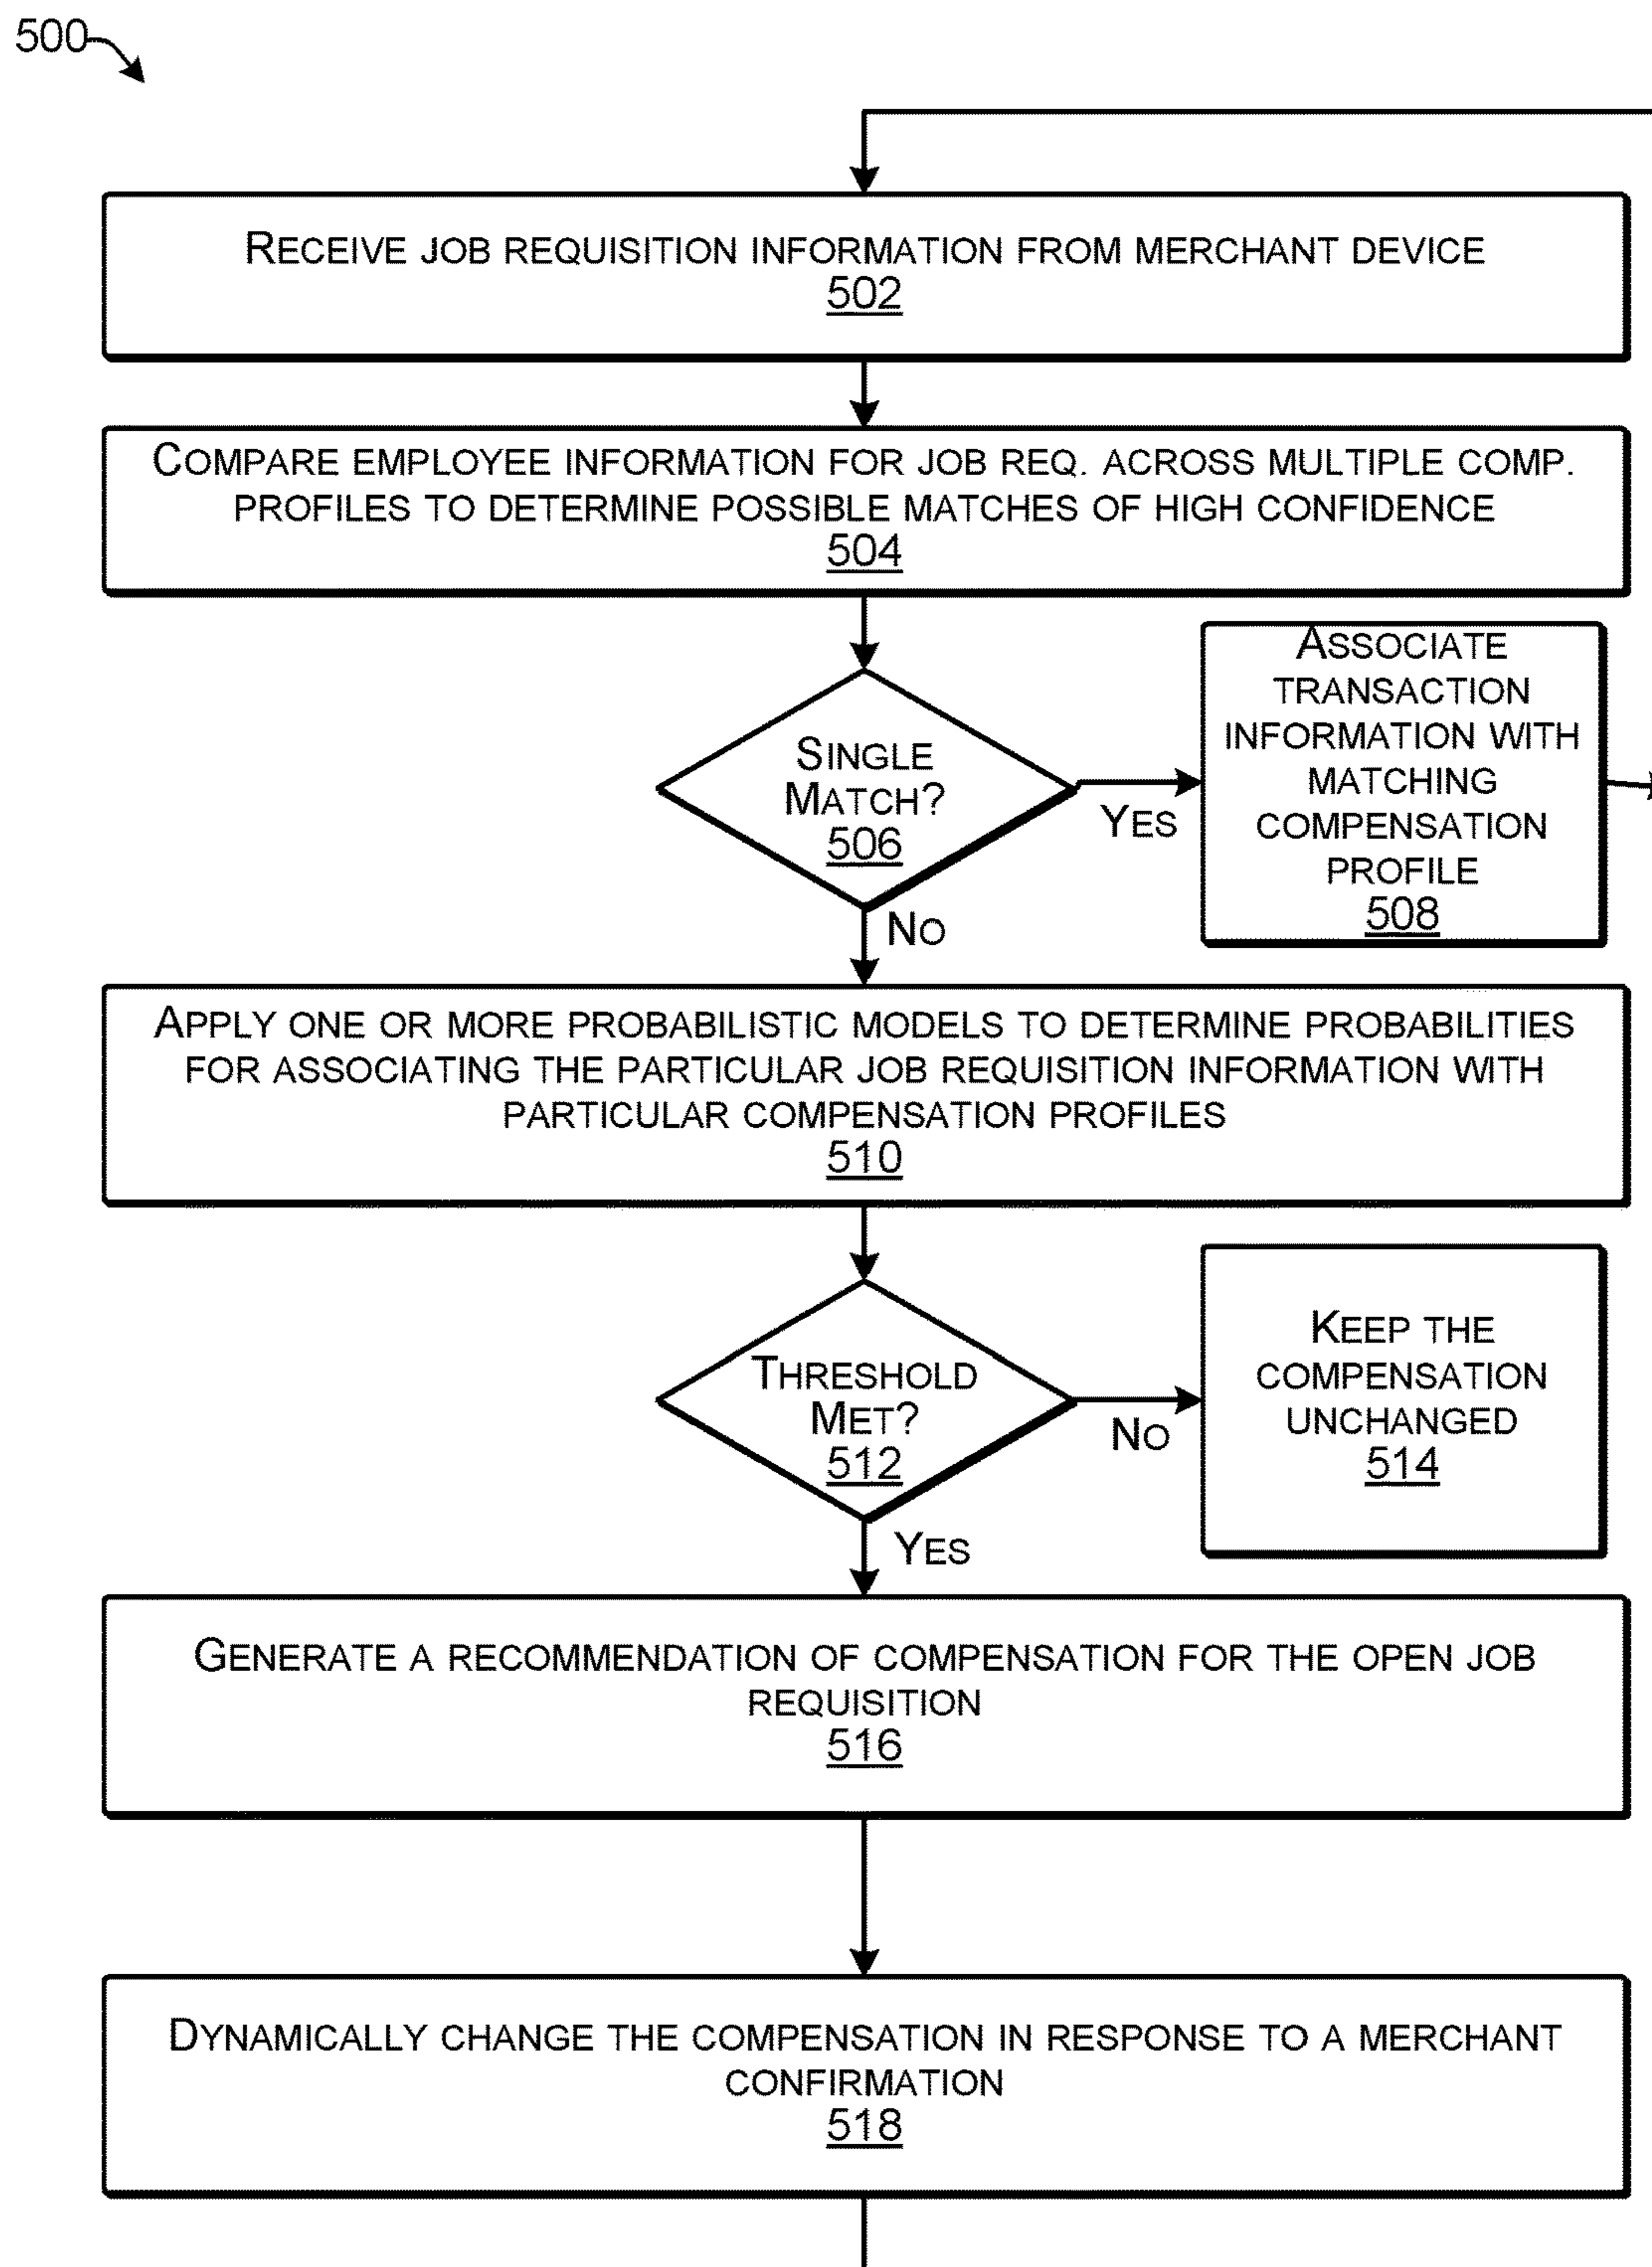 500
RECEIVE JOB REQUISITION INFORMATION FROM MERCHANT DEVICE
502
COMPARE EMPLOYEE INFORMATION FOR JOB REQ. ACROSS MULTIPLE COMP.
PROFILES TO DETERMINE POSSIBLE MATCHES OF HIGH CONFIDENCE
504
SINGLE
MATCH?
506
YES
ASSOCIATE
TRANSACTION
INFORMATION WITH
MATCHING
COMPENSATION
PROFILE
508
NO
APPLY ONE OR MORE PROBABILISTIC MODELS TO DETERMINE PROBABILITIES
FOR ASSOCIATING THE PARTICULAR JOB REQUISITION INFORMATION WITH
PARTICULAR COMPENSATION PROFILES
510
THRESHOLD
MET?
512
NO
KEEP THE
COMPENSATION
UNCHANGED
514
YES
GENERATE A RECOMMENDATION OF COMPENSATION FOR THE OPEN JOB
REQUISITION
516
DYNAMICALLY CHANGE THE COMPENSATION IN RESPONSE TO A MERCHANT
CONFIRMATION
518